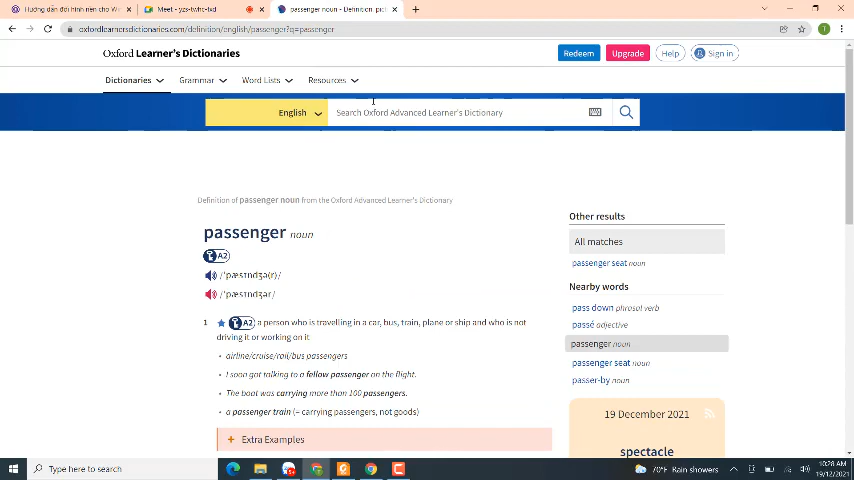 Hướng dẫn đổi hình nền cho Wi
Meet - yzs-twhc-fxd
passenger noun - Definition, pict
oxfordlearnersdictionaries.com/definition/english/passenger?q=passenger
T
Oxford Learner's Dictionaries
Redeem
Upgrade
Help
Sign in
Dictionaries
Grammar
Word Lists
Resources
English
Search Oxford Advanced Learner's Dictionary
Definition of passenger noun from the Oxford Advanced Learner's Dictionary
passenger noun
A2
/ˈpæsɪndʒə(r)/
/ˈpæsɪndʒər/
1 A2 a person who is travelling in a car, bus, train, plane or ship and who is not
driving it or working on it
• airline/cruise/rail/bus passengers
• I soon got talking to a fellow passenger on the flight.
• The boat was carrying more than 100 passengers.
• a passenger train (= carrying passengers, not goods)
+ Extra Examples
Other results
All matches
passenger seat noun
Nearby words
pass down phrasal verb
passé adjective
passenger noun
passenger seat noun
passer-by noun
19 December 2021
spectacle
Type here to search
70°F Rain showers
10:28 AM
19/12/2021